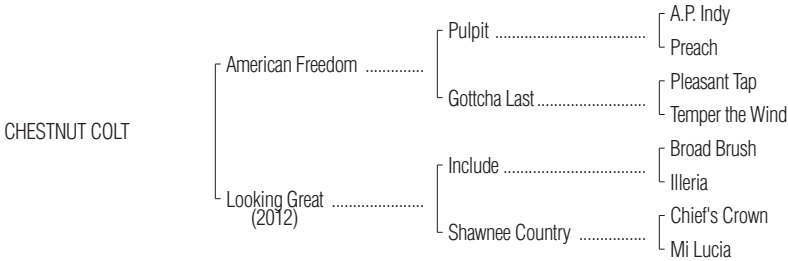 A.P. Indy
Pulpit ..................................
Preach
American Freedom .............
Pleasant Tap
Gottcha Last.........................
Temper the Wind
CHESTNUT COLT
Broad Brush
Include ................................
Illeria
Looking Great .....................
(2012)
Chief's Crown
Shawnee Country ...............
Mi Lucia